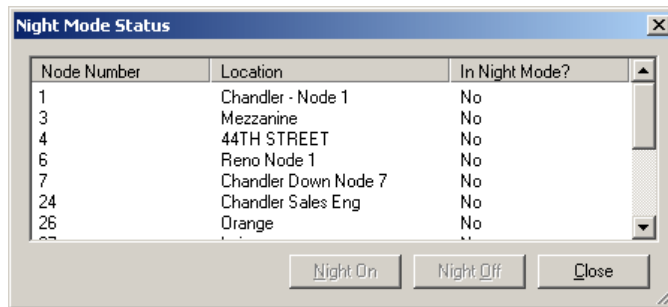 Night Mode Status
Node Number Location In Night Mode?
1 Chandler - Node 1 No
3 Mezzanine No
4 44TH STREET No
6 Reno Node 1 No
7 Chandler Down Node 7 No
24 Chandler Sales Eng No
26 Orange No
Night On Night Off Close